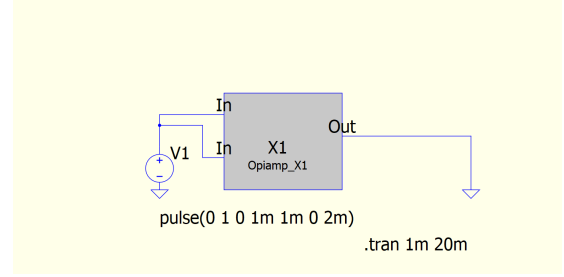 In
Out
V1
In
X1
Opiamp_X1
pulse(0 1 0 1m 1m 0 2m)
.tran 1m 20m